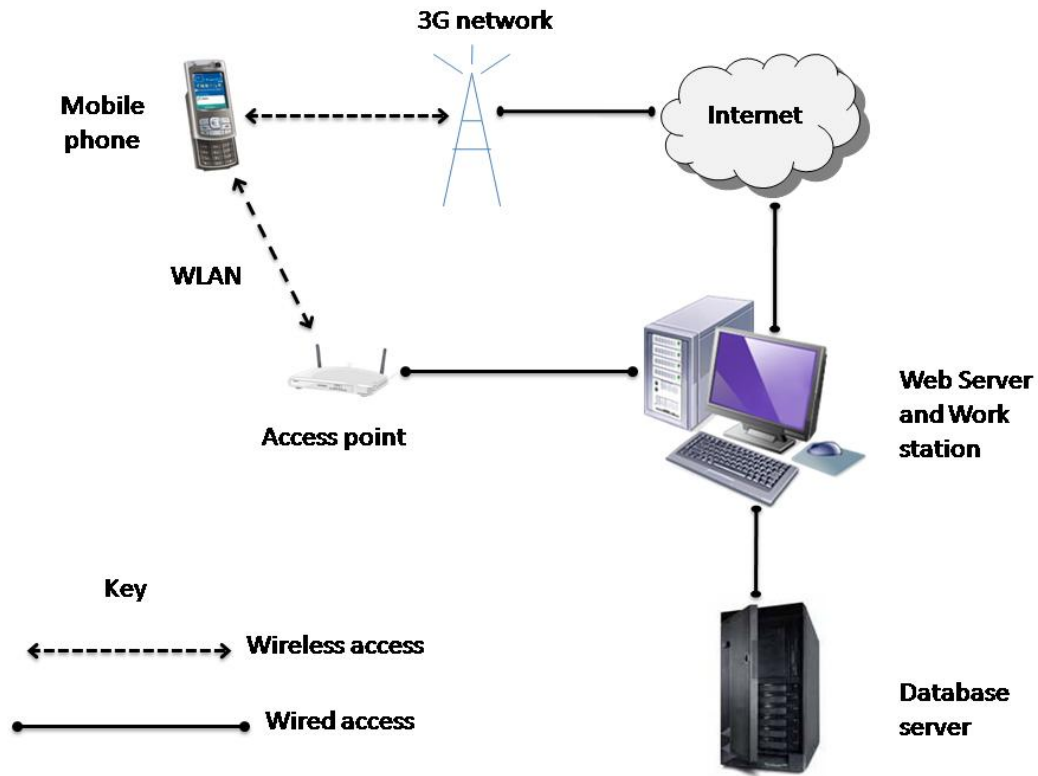 3G network
Mobile
phone
Internet
WLAN
Access point
Web Server
and Work
station
Key
Wireless access
Wired access
Database
server